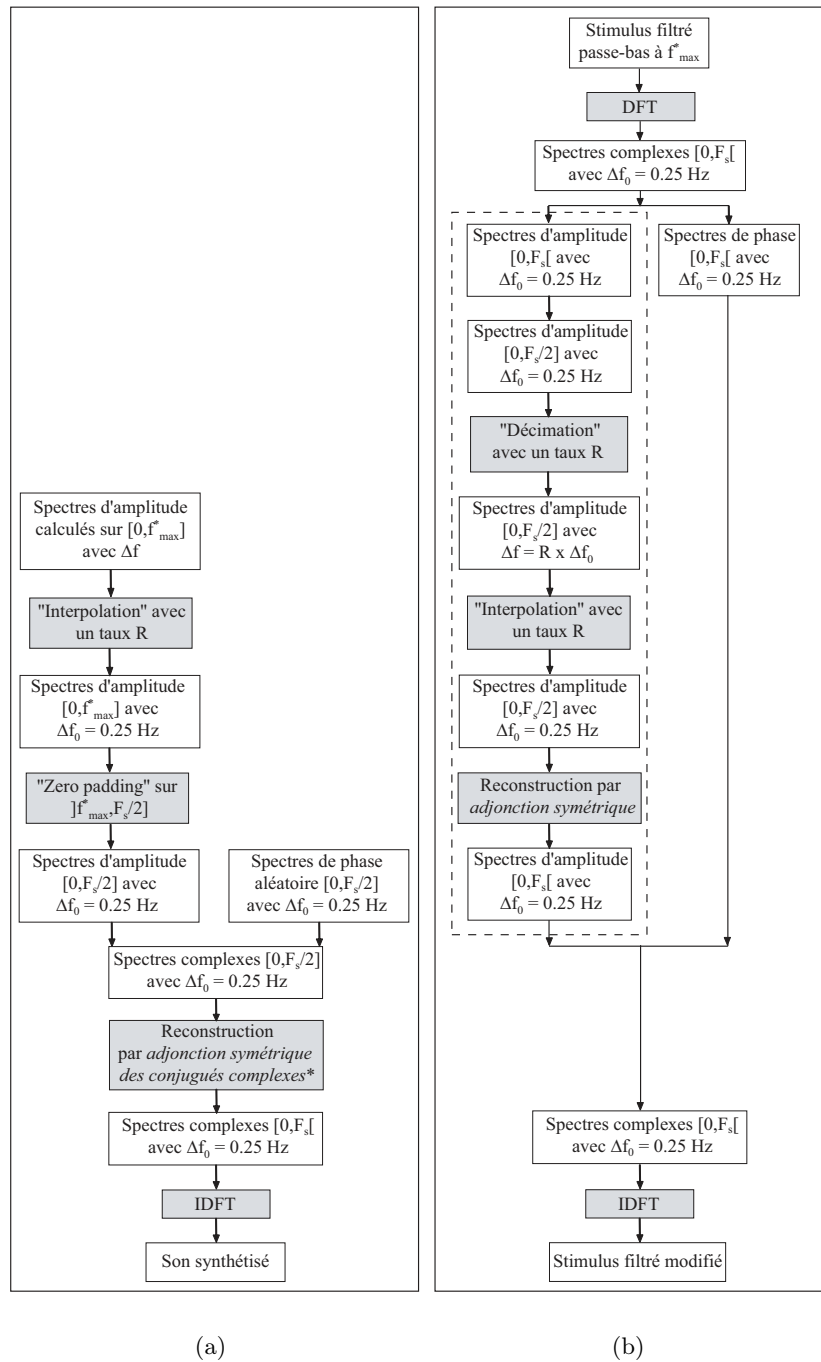 Spectres d'amplitude
calculés sur [0,f*max]
avec Δf
"Interpolation" avec
un taux R
Spectres d'amplitude
[0,f*max] avec
Δf0 = 0.25 Hz
"Zero padding" sur
]f*max,Fs/2]
Spectres d'amplitude
[0,Fs/2] avec
Δf0 = 0.25 Hz
Spectres de phase
aléatoire [0,Fs/2]
avec Δf0 = 0.25 Hz
Spectres complexes [0,Fs/2]
avec Δf0 = 0.25 Hz
Reconstruction
par adjonction symétrique
des conjugués complexes*
Spectres complexes [0,Fs[
avec Δf0 = 0.25 Hz
IDFT
Son synthétisé
(a)
Stimulus filtré
passe-bas à f*max
DFT
Spectres complexes [0,Fs[
avec Δf0 = 0.25 Hz
Spectres d'amplitude
[0,Fs[ avec
Δf0 = 0.25 Hz
Spectres de phase
[0,Fs[ avec
Δf0 = 0.25 Hz
Spectres d'amplitude
[0,Fs/2] avec
Δf0 = 0.25 Hz
"Décimation"
avec un taux R
Spectres d'amplitude
[0,Fs/2] avec
Δf = R x Δf0
"Interpolation" avec
un taux R
Spectres d'amplitude
[0,Fs/2] avec
Δf0 = 0.25 Hz
Reconstruction par
adjonction symétrique
Spectres d'amplitude
[0,Fs[ avec
Δf0 = 0.25 Hz
Spectres complexes [0,Fs[
avec Δf0 = 0.25 Hz
IDFT
Stimulus filtré modifié
(b)